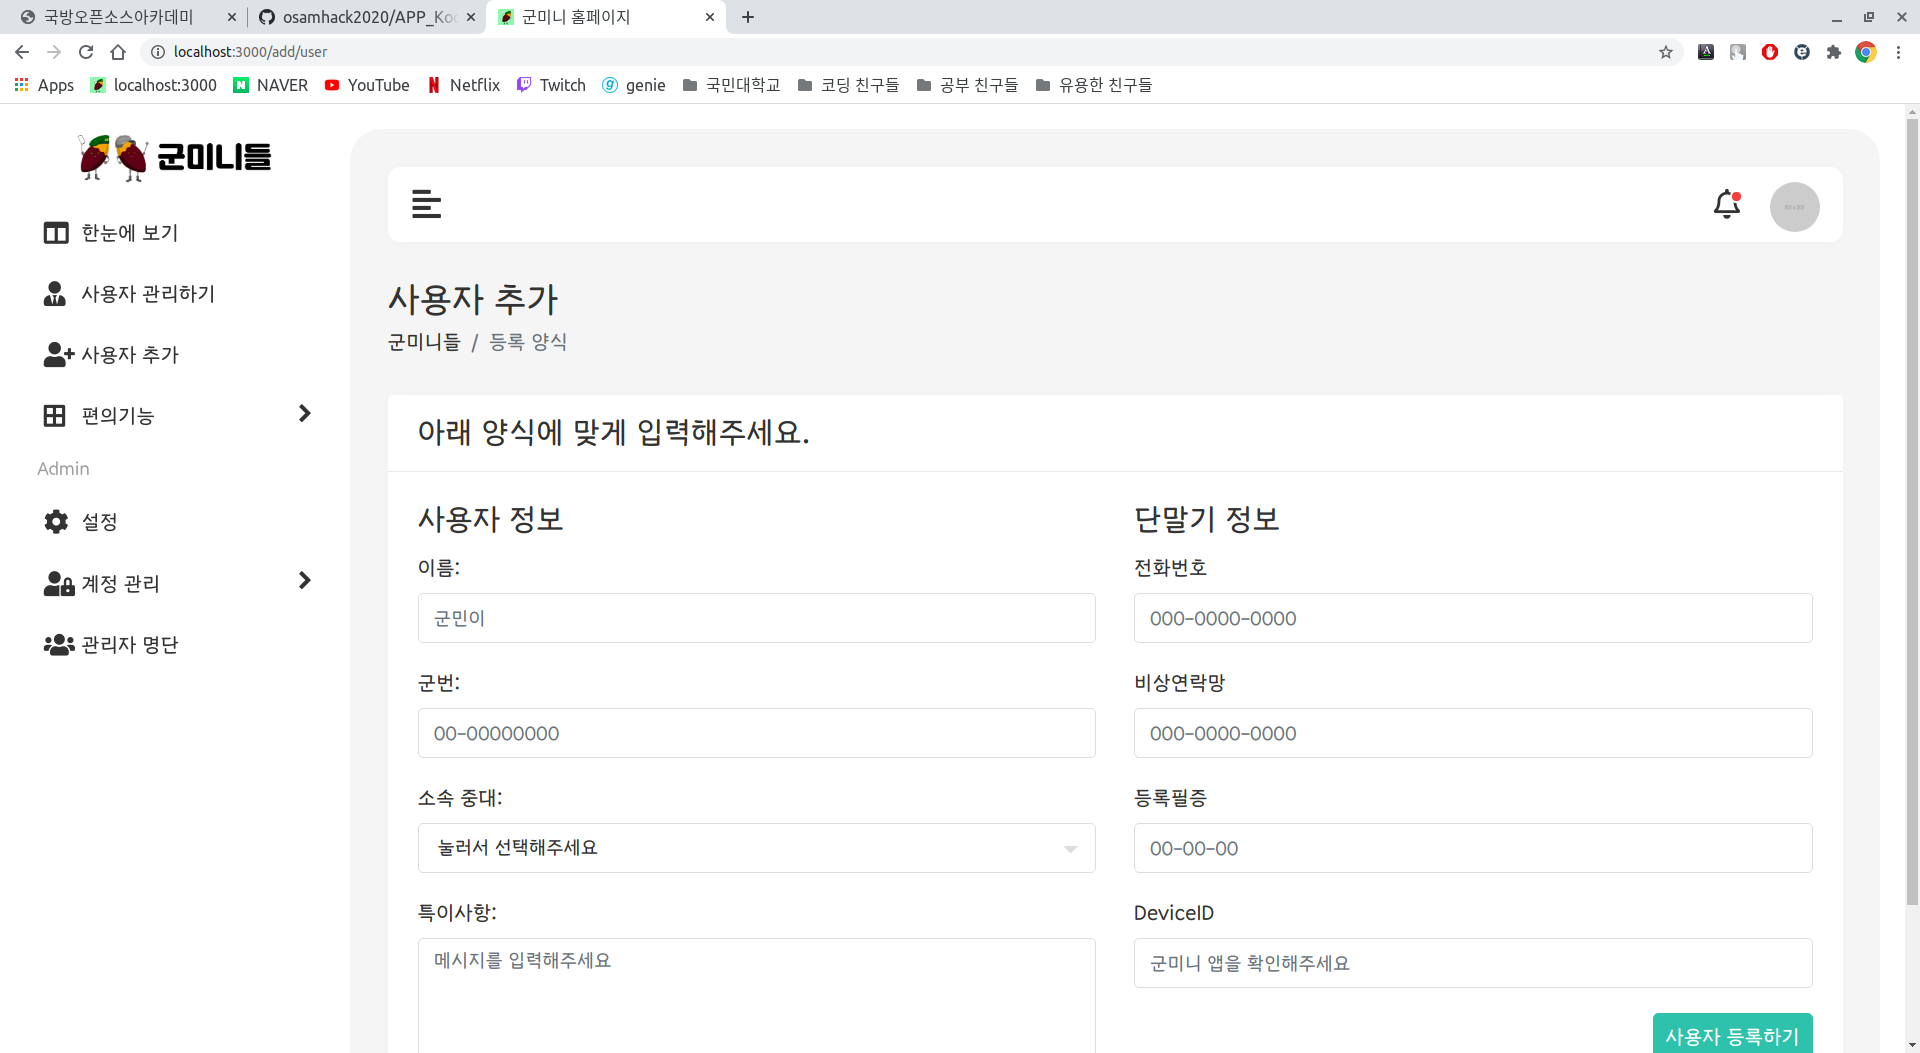 국방오픈소스아카데미
osamhack2020/APP_Koo
군미니 홈페이지
localhost:3000/add/user
Apps
localhost:3000
NAVER
YouTube
Netflix
Twitch
genie
국민대학교
코딩 친구들
공부 친구들
유용한 친구들
군미니들
한눈에 보기
사용자 관리하기
사용자 추가
편의기능
Admin
설정
계정 관리
관리자 명단
사용자 추가
군미니들 / 등록 양식
아래 양식에 맞게 입력해주세요.
사용자 정보
이름:
군민이
군번:
00-00000000
소속 중대:
눌러서 선택해주세요
특이사항:
메시지를 입력해주세요
단말기 정보
전화번호
000-0000-0000
비상연락망
000-0000-0000
등록필증
00-00-00
DeviceID
군미니 앱을 확인해주세요
사용자 등록하기